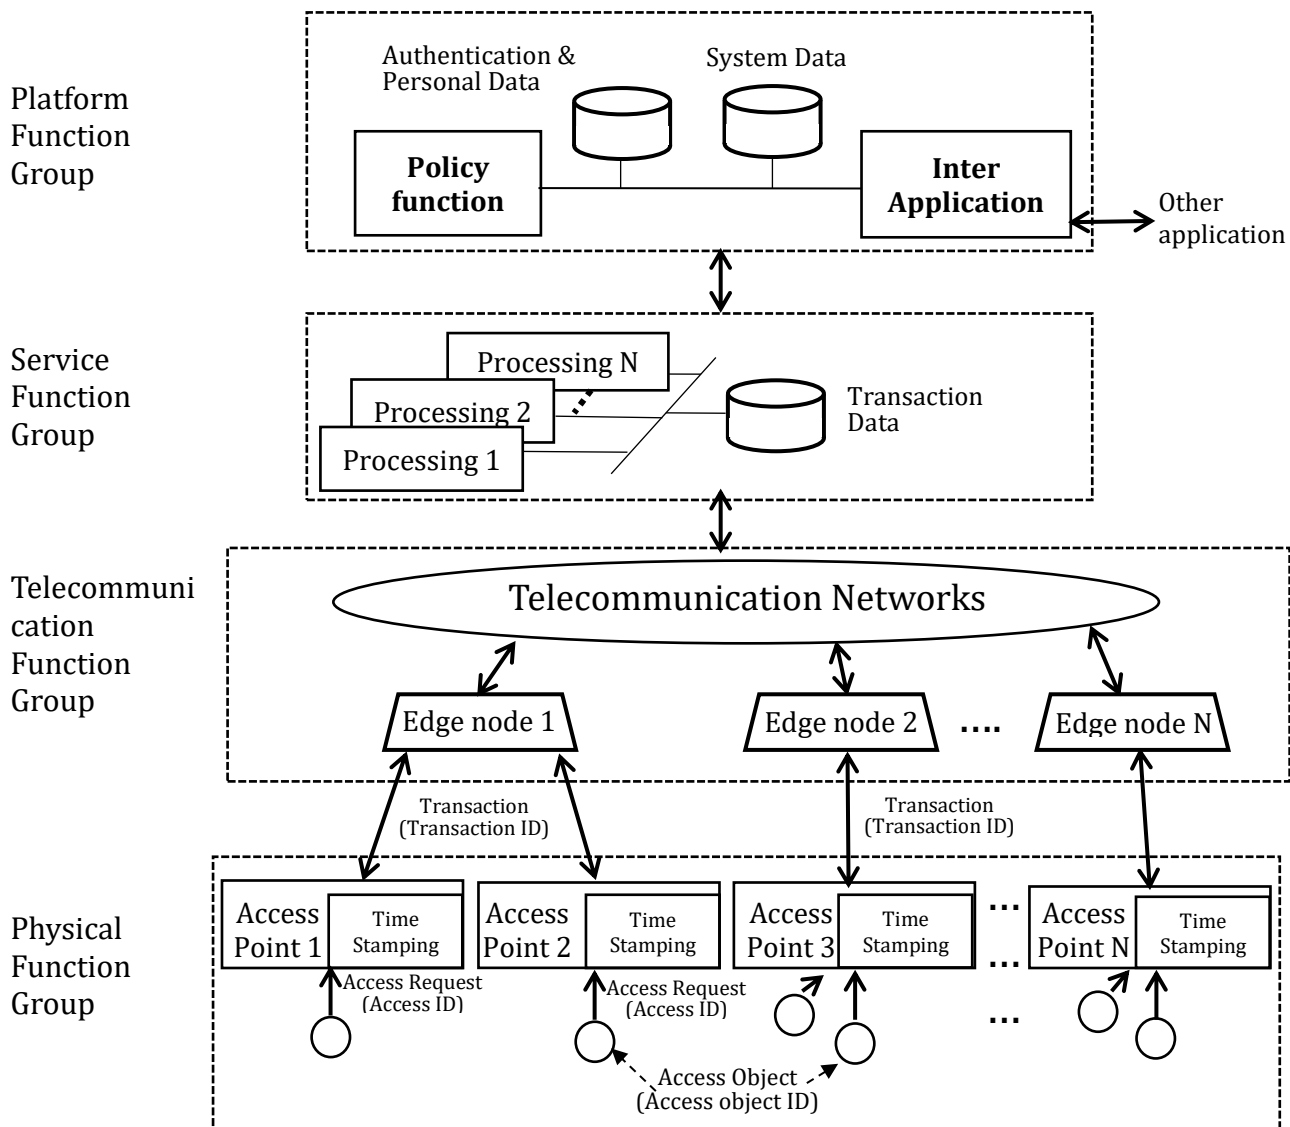 Platform
Function
Group
Authentication &
Personal Data
System Data
Policy
function
Inter
Application
Other
application
Service
Function
Group
Processing N
Processing 2
Processing 1
Transaction
Data
Telecommuni
cation
Function
Group
Telecommunication Networks
Edge node 1
Edge node 2
....
Edge node N
Transaction
(Transaction ID)
Transaction
(Transaction ID)
Physical
Function
Group
Access
Point 1
Time
Stamping
Access
Point 2
Time
Stamping
Access
Point 3
Time
Stamping
...
...
...
Access
Point N
Time
Stamping
Access Request
(Access ID)
Access Request
(Access ID)
Access Object
(Access object ID)